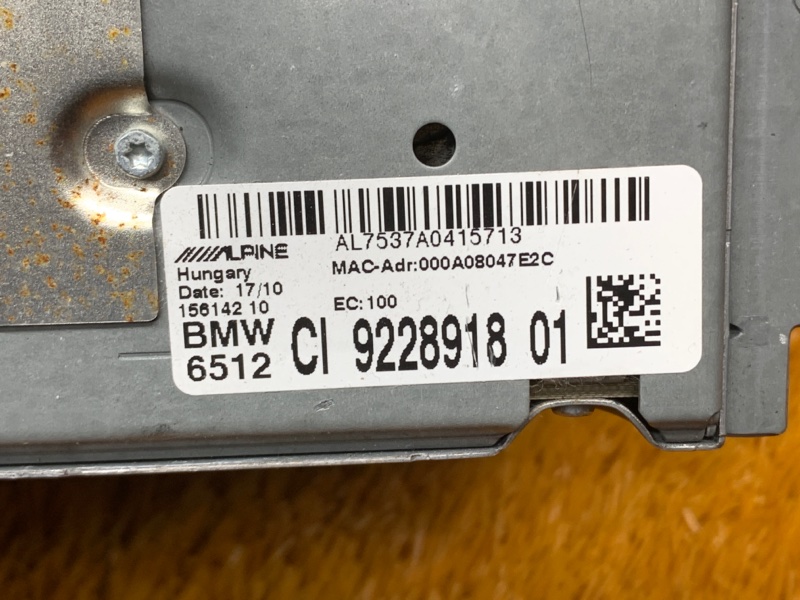 AL7537A0415713
ALPINE
Hungary
MAC-Adr:000A08047E2C
Date: 17/10
156142 10
EC:100
BMW
6512
CI 9228918 01